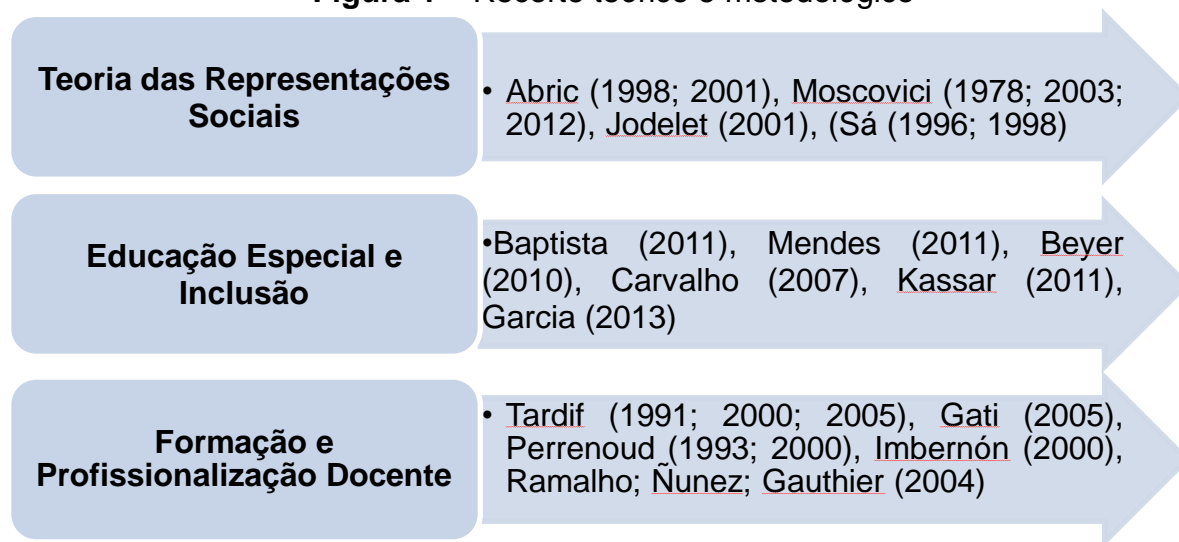 Teoria das Representações
Sociais
• Abric (1998; 2001), Moscovici (1978; 2003;
2012), Jodelet (2001), (Sá (1996; 1998)
Educação Especial e
Inclusão
•Baptista (2011), Mendes (2011), Beyer
(2010), Carvalho (2007), Kassar (2011),
Garcia (2013)
Formação e
Profissionalização Docente
• Tardif (1991; 2000; 2005), Gati (2005),
Perrenoud (1993; 2000), Imbernón (2000),
Ramalho; Ñunez; Gauthier (2004)